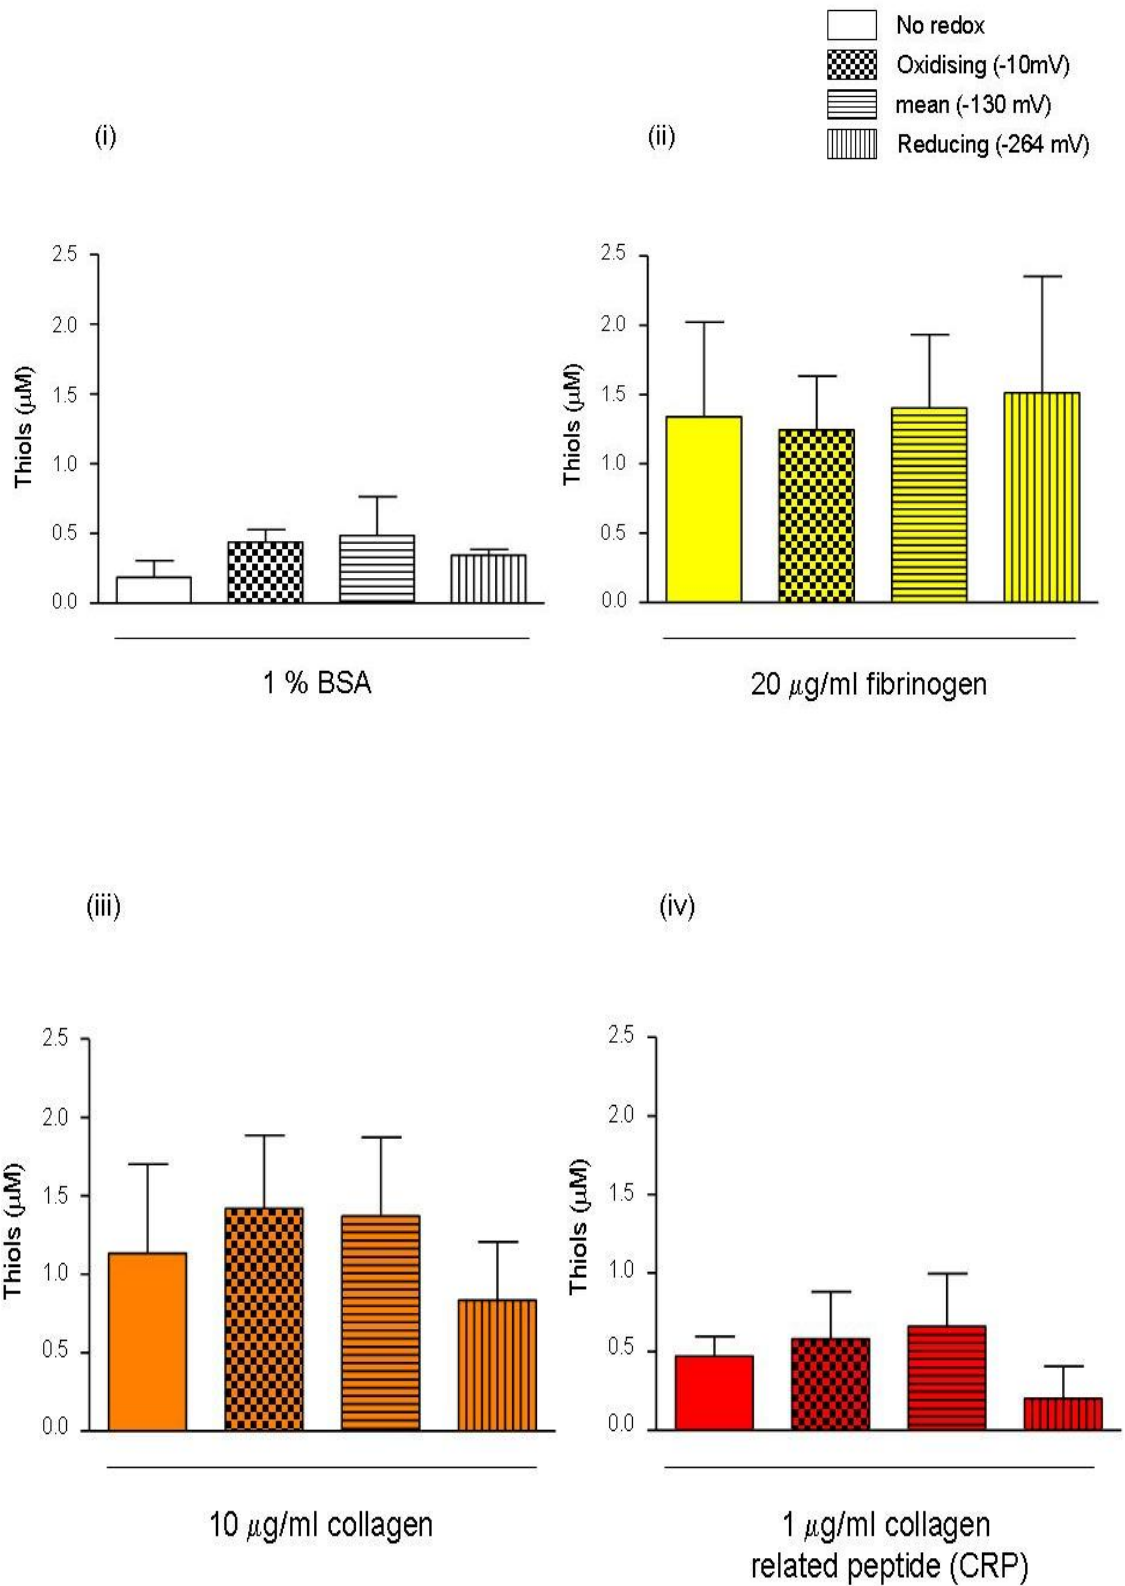 No redox
Oxidising (-10mV)
mean (-130 mV)
Reducing (-264 mV)
(i)
2.5
2.0
1.5
1.0
0.5
0.0
Thiols (μM)
1 % BSA
(ii)
2.5
2.0
1.5
1.0
0.5
0.0
Thiols (μM)
20 μg/ml fibrinogen
(iii)
2.5
2.0
1.5
1.0
0.5
0.0
Thiols (μM)
10 μg/ml collagen
(iv)
2.5
2.0
1.5
1.0
0.5
0.0
Thiols (μM)
1 μg/ml collagen
related peptide (CRP)